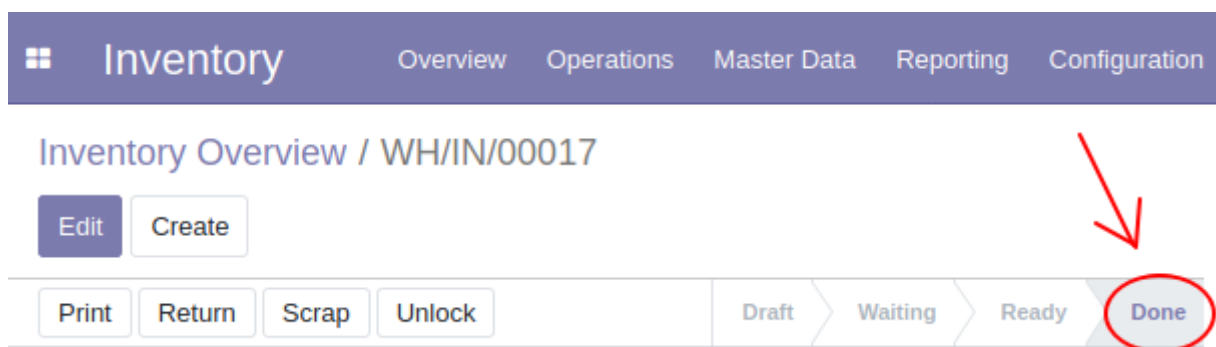 Inventory Overview Operations Master Data Reporting Configuration
Inventory Overview / WH/IN/00017
Edit Create
Print Return Scrap Unlock Draft Waiting Ready Done